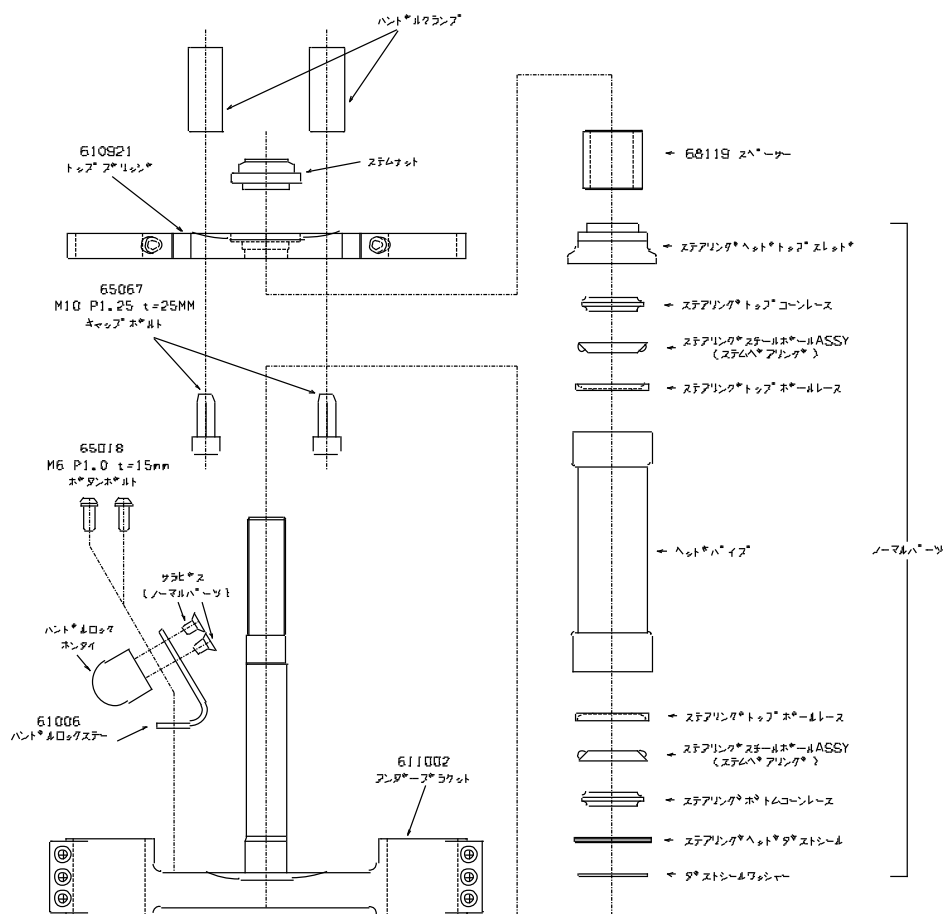 ハンドルクランプ
610921
トップブリッジ
ステムナット
68119 スペーサー
ステアリングヘッドトップスレッド
65067
M10 P1.25 t=25MM
キャップボルト
ステアリングトップコーンレース
ステアリングスチールボールASSY
(ステムベアリング)
ステアリングトップボールレース
65018
M6 P1.0 t=15mm
ボタンボルト
ヘッドパイプ
ノーマルパーツ
サラビス
(ノーマルパーツ)
ハンドルロック
ホンタイ
61006
ハンドルロックステー
ステアリングトップボールレース
611002
アンダーブラケット
ステアリングスチールボールASSY
(ステムベアリング)
ステアリングボトムコーンレース
ステアリングヘッドダストシール
ダストシールワッシャー